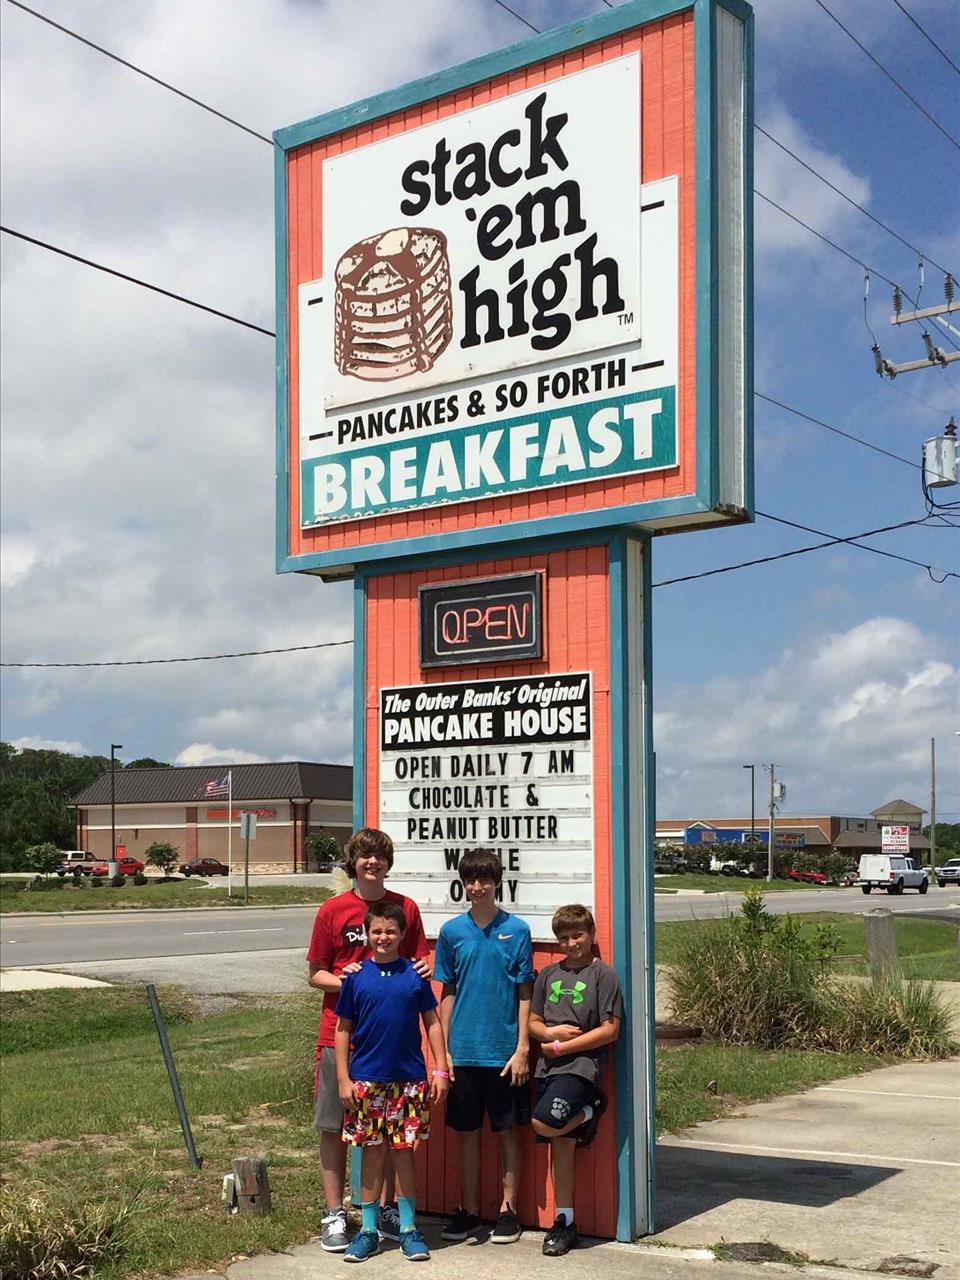 stack
'em
high
TM
PANCAKES & SO FORTH
BREAKFAST
OPEN
The Outer Banks' Original
PANCAKE HOUSE
OPEN DAILY 7 AM
CHOCOLATE &
PEANUT BUTTER